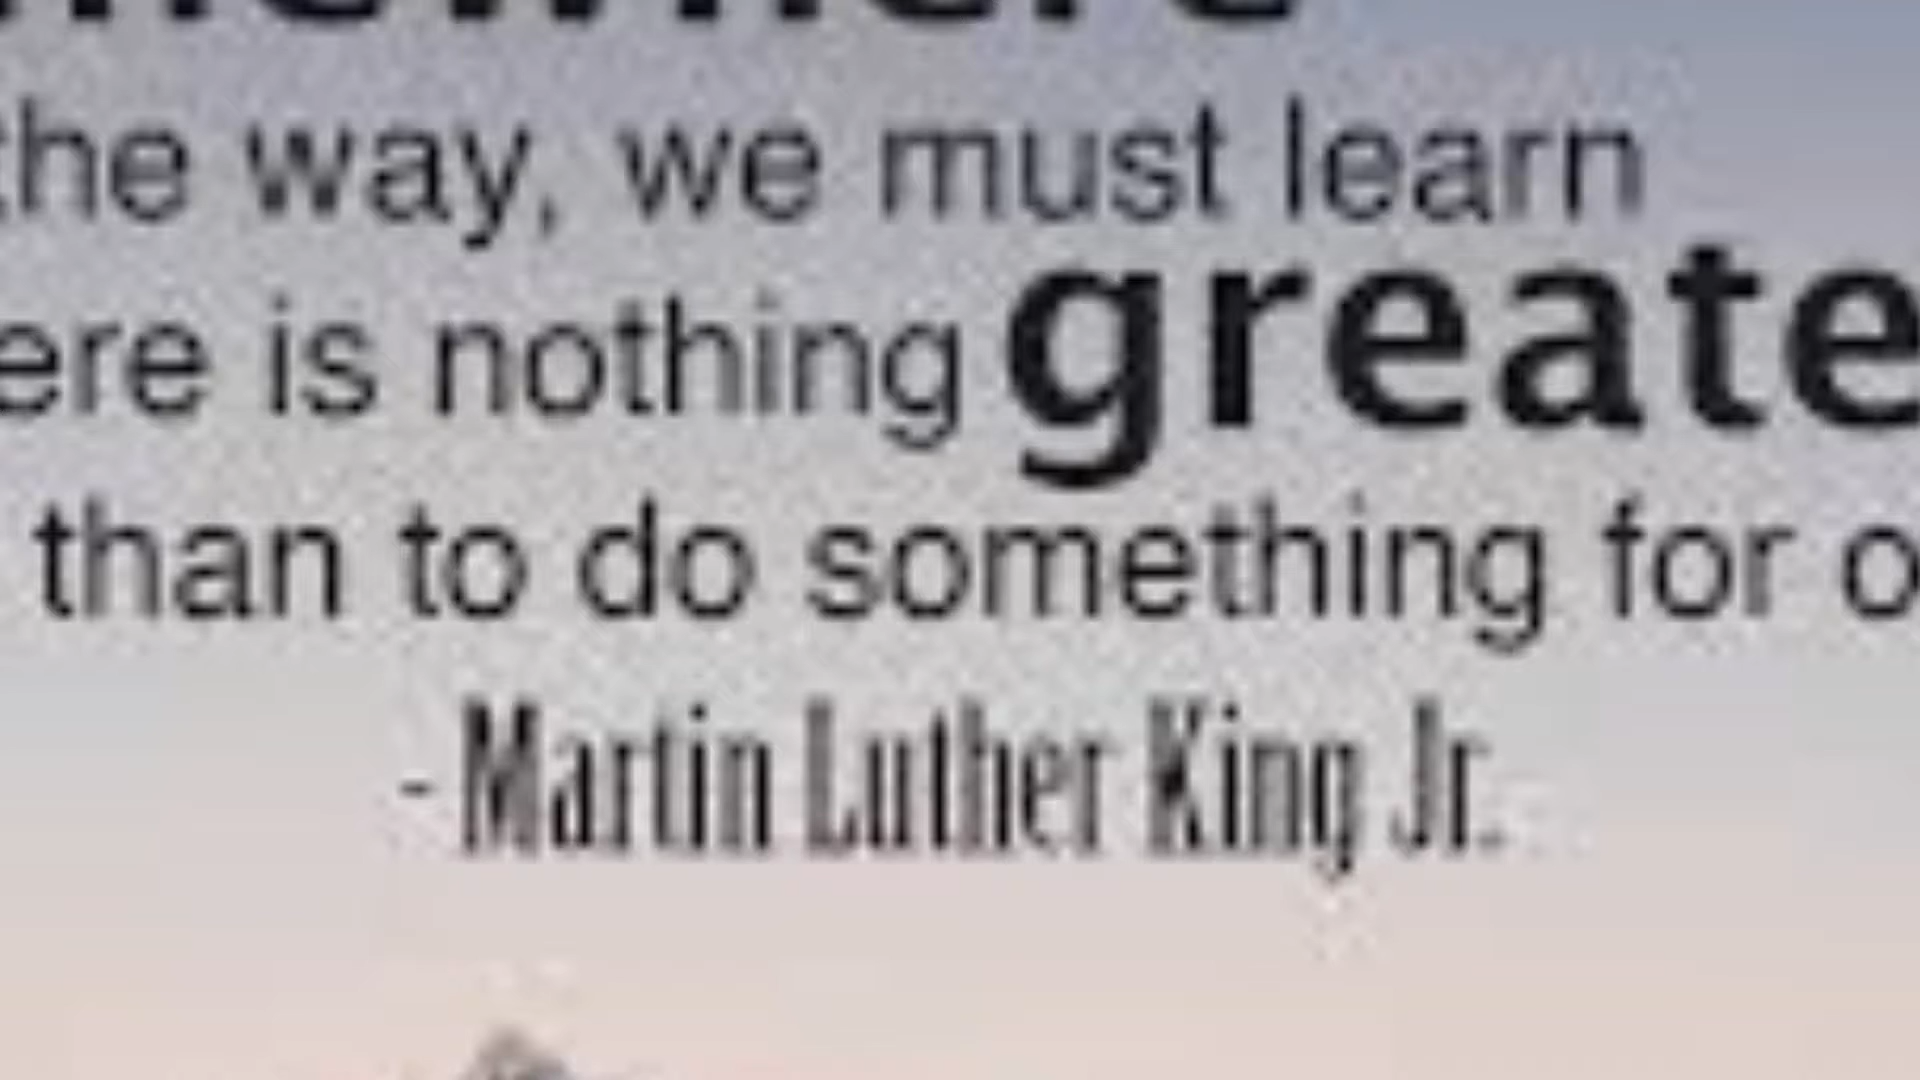 the way, we must learn
ere is nothing greate
than to do something for o
- Martin Luther King Jr.